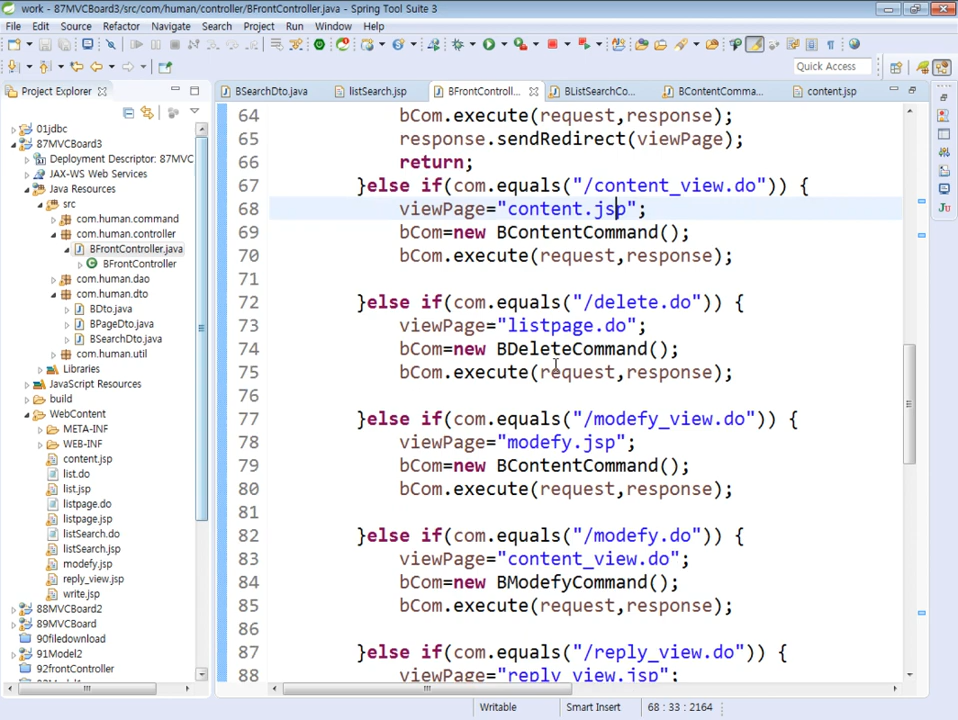 work - 87MVCBoard3/src/com/human/controller/BFrontController.java - Spring Tool Suite 3
File Edit Source Refactor Navigate Search Project Run Window Help
Quick Access
Project Explorer
BSearchDto.java listSearch.jsp BFrontControll... BListSearchCo... BContentComma... content.jsp
01jdbc
87MVCBoard3
Deployment Descriptor: 87MVC
JAX-WS Web Services
Java Resources
src
com.human.command
com.human.controller
BFrontController.java
BFrontController
com.human.dao
com.human.dto
BDto.java
BPageDto.java
BSearchDto.java
com.human.util
Libraries
JavaScript Resources
build
WebContent
META-INF
WEB-INF
content.jsp
list.do
list.jsp
listpage.do
listpage.jsp
listSearch.do
listSearch.jsp
modefy.jsp
reply_view.jsp
write.jsp
88MVCBoard2
89MVCBoard
90filedownload
91Model2
92frontController
64 bCom.execute(request,response);
65 response.sendRedirect(viewPage);
66 return;
67 }else if(com.equals("/content_view.do")) {
68 viewPage="content.jsp";
69 bCom=new BContentCommand();
70 bCom.execute(request,response);
71
72 }else if(com.equals("/delete.do")) {
73 viewPage="listpage.do";
74 bCom=new BDeleteCommand();
75 bCom.execute(request,response);
76
77 }else if(com.equals("/modefy_view.do")) {
78 viewPage="modefy.jsp";
79 bCom=new BContentCommand();
80 bCom.execute(request,response);
81
82 }else if(com.equals("/modefy.do")) {
83 viewPage="content_view.do";
84 bCom=new BModefyCommand();
85 bCom.execute(request,response);
86
87 }else if(com.equals("/reply_view.do")) {
88 viewPage="reply_view.jsp";
Writable Smart Insert 68 : 33 : 2164